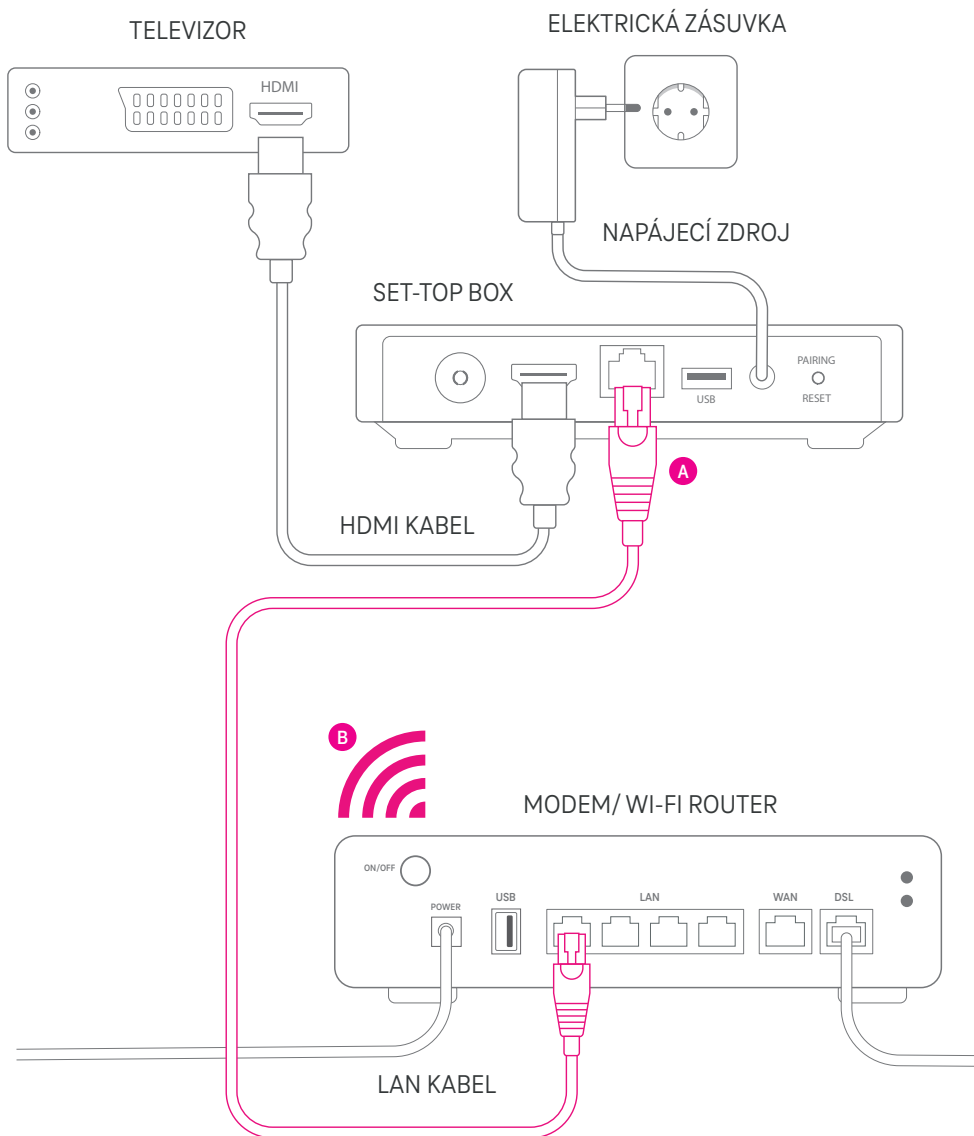 TELEVIZOR
ELEKTRICKÁ ZÁSUVKA
HDMI
NAPÁJECÍ ZDROJ
SET-TOP BOX
PAIRING
USB
RESET
A
HDMI KABEL
B
MODEM/ WI-FI ROUTER
ON/OFF
POWER
USB
LAN
WAN
DSL
LAN KABEL